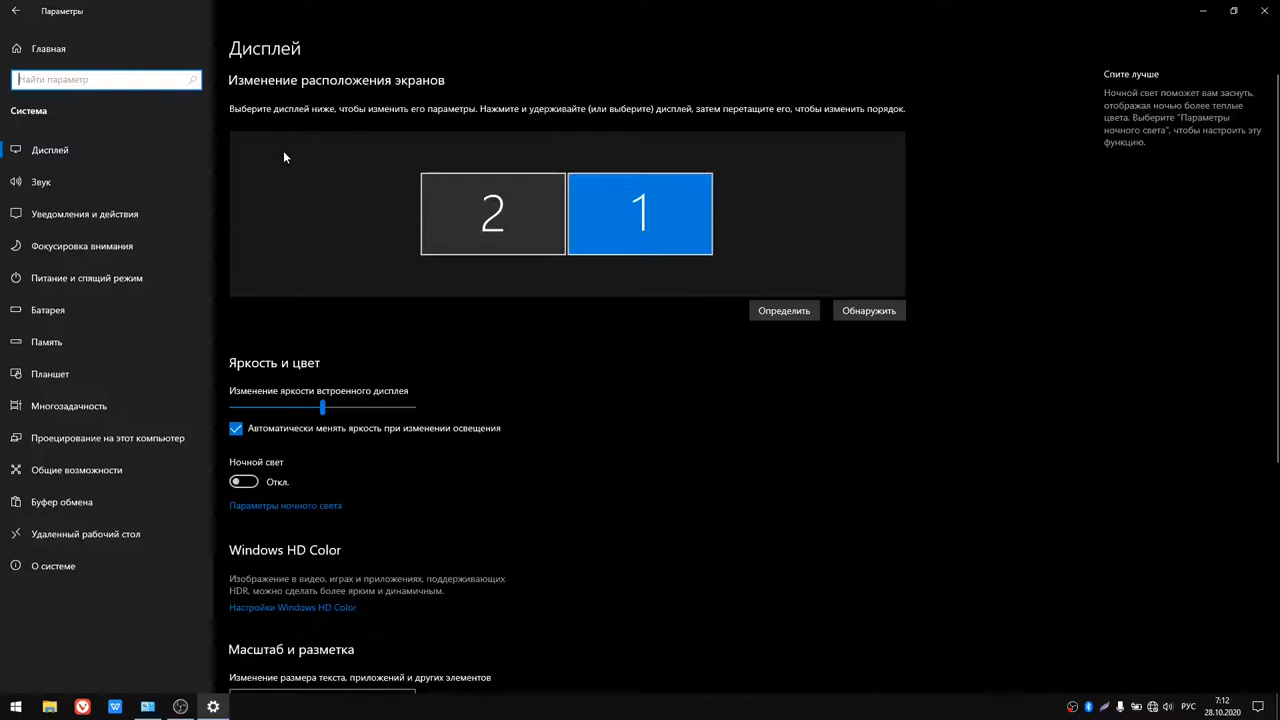 Параметры
Главная
Найти параметр
Система
Дисплей
Звук
Уведомления и действия
Фокусировка внимания
Питание и спящий режим
Батарея
Память
Планшет
Многозадачность
Проецирование на этот компьютер
Общие возможности
Буфер обмена
Удаленный рабочий стол
О системе
Дисплей
Изменение расположения экранов
Выберите дисплей ниже, чтобы изменить его параметры. Нажмите и удерживайте (или выберите) дисплей, затем перетащите его, чтобы изменить порядок.
2
1
Определить
Обнаружить
Яркость и цвет
Изменение яркости встроенного дисплея
Автоматически менять яркость при изменении освещения
Ночной свет
Откл.
Параметры ночного света
Windows HD Color
Изображение в видео, играх и приложениях, поддерживающих
HDR, можно сделать более ярким и динамичным.
Настройки Windows HD Color
Масштаб и разметка
Изменение размера текста, приложений и других элементов
Спите лучше
Ночной свет поможет вам заснуть,
отображая ночью более теплые
цвета. Выберите "Параметры
ночного света", чтобы настроить эту
функцию.
РУС
7:12
28.10.2020